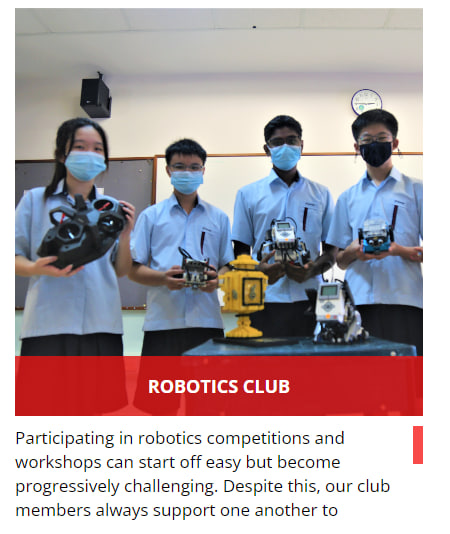 ROBOTICS CLUB
Participating in robotics competitions and
workshops can start off easy but become
progressively challenging. Despite this, our club
members always support one another to